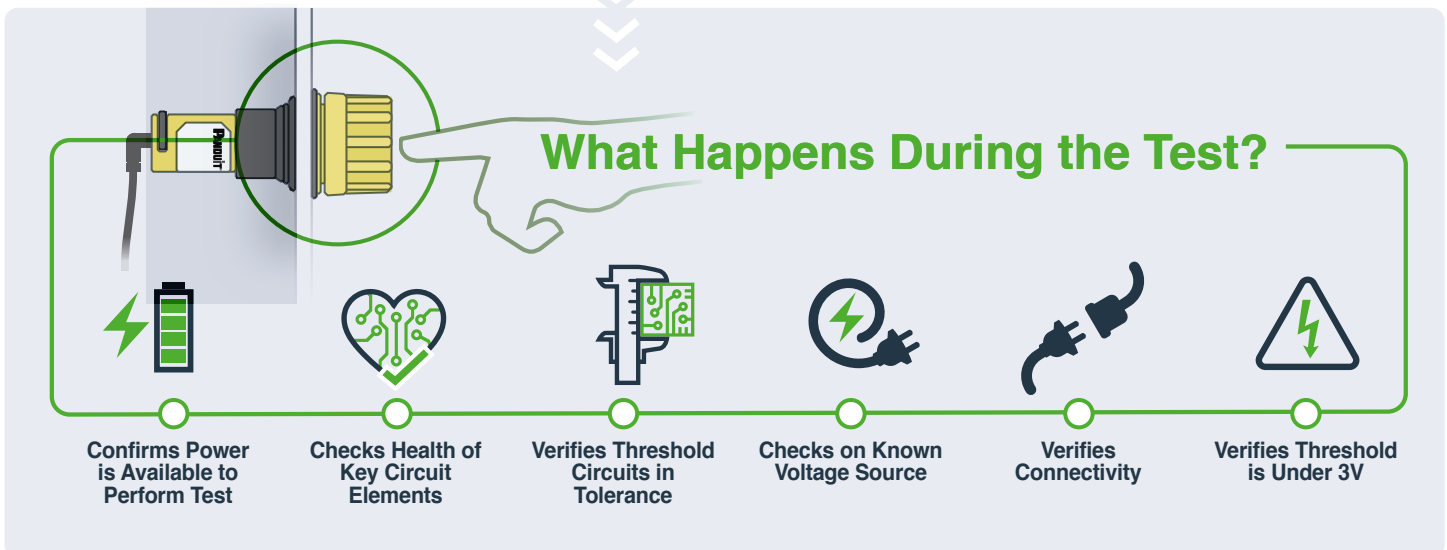 PANDUIT
What Happens During the Test?
Confirms Power
is Available to
Perform Test
Checks Health of
Key Circuit
Elements
Verifies Threshold
Circuits in
Tolerance
Checks on Known
Voltage Source
Verifies
Connectivity
Verifies Threshold
is Under 3V